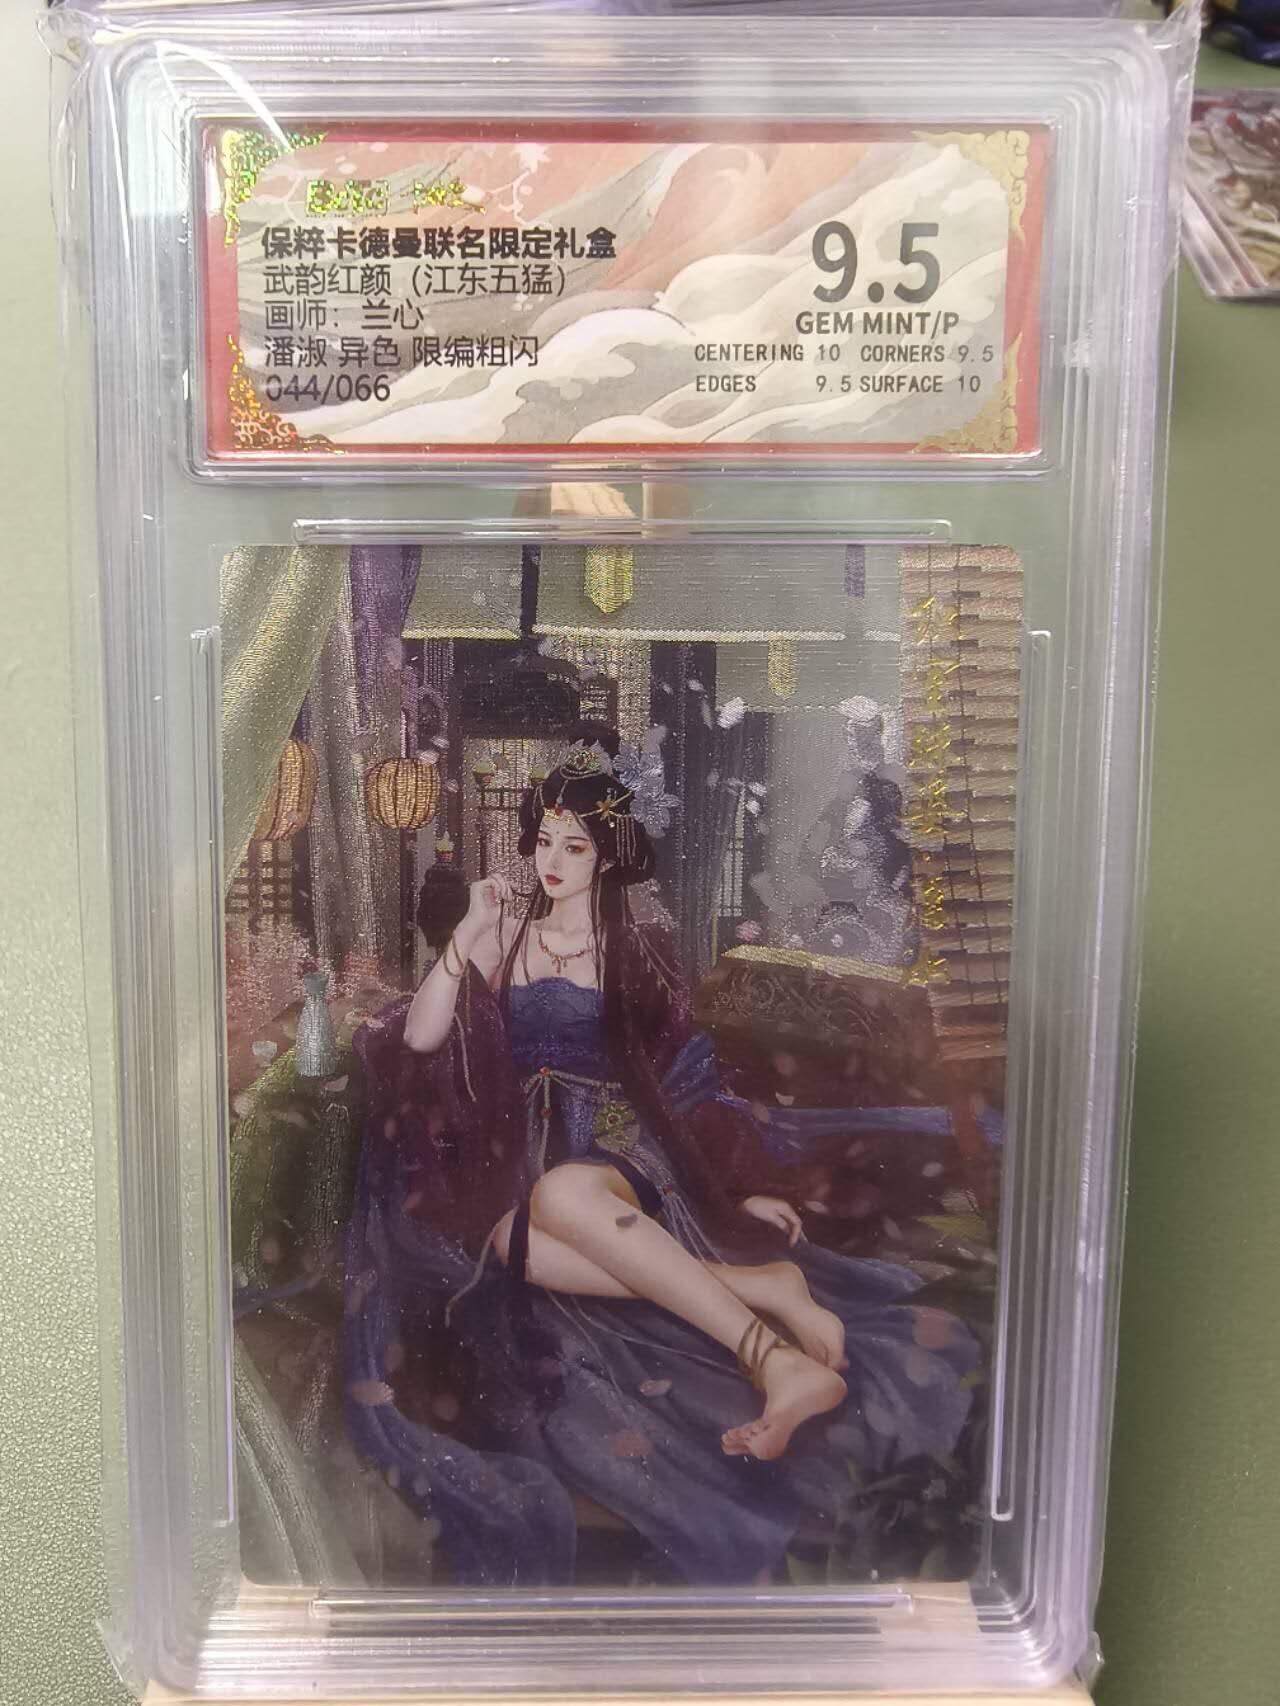 保粹卡德曼联名限定礼盒
武韵红颜（江东五猛）
画师：兰心
潘淑 异色 限编粗闪
044/066
9.5
GEM MINT/P
CENTERING 10 CORNERS 9.5
EDGES 9.5 SURFACE 10